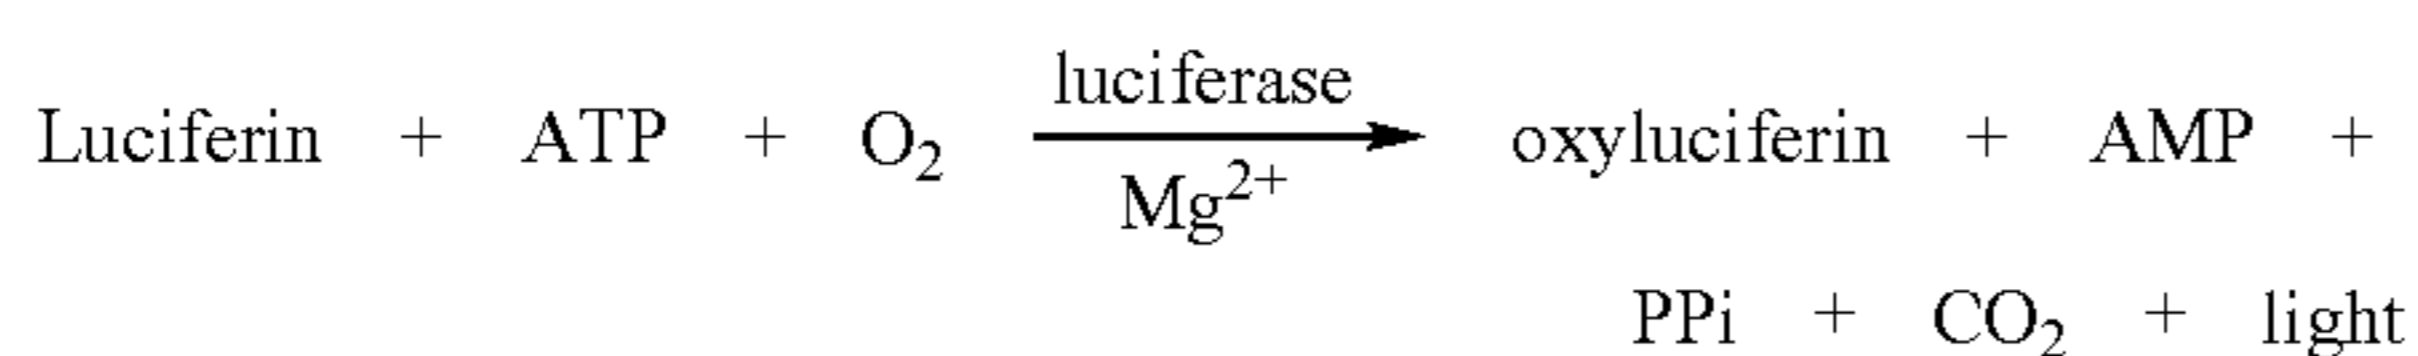 luciferase
Luciferin + ATP + O₂ ⟶ oxyluciferin + AMP +
Mg²⁺
PPi + CO₂ + light